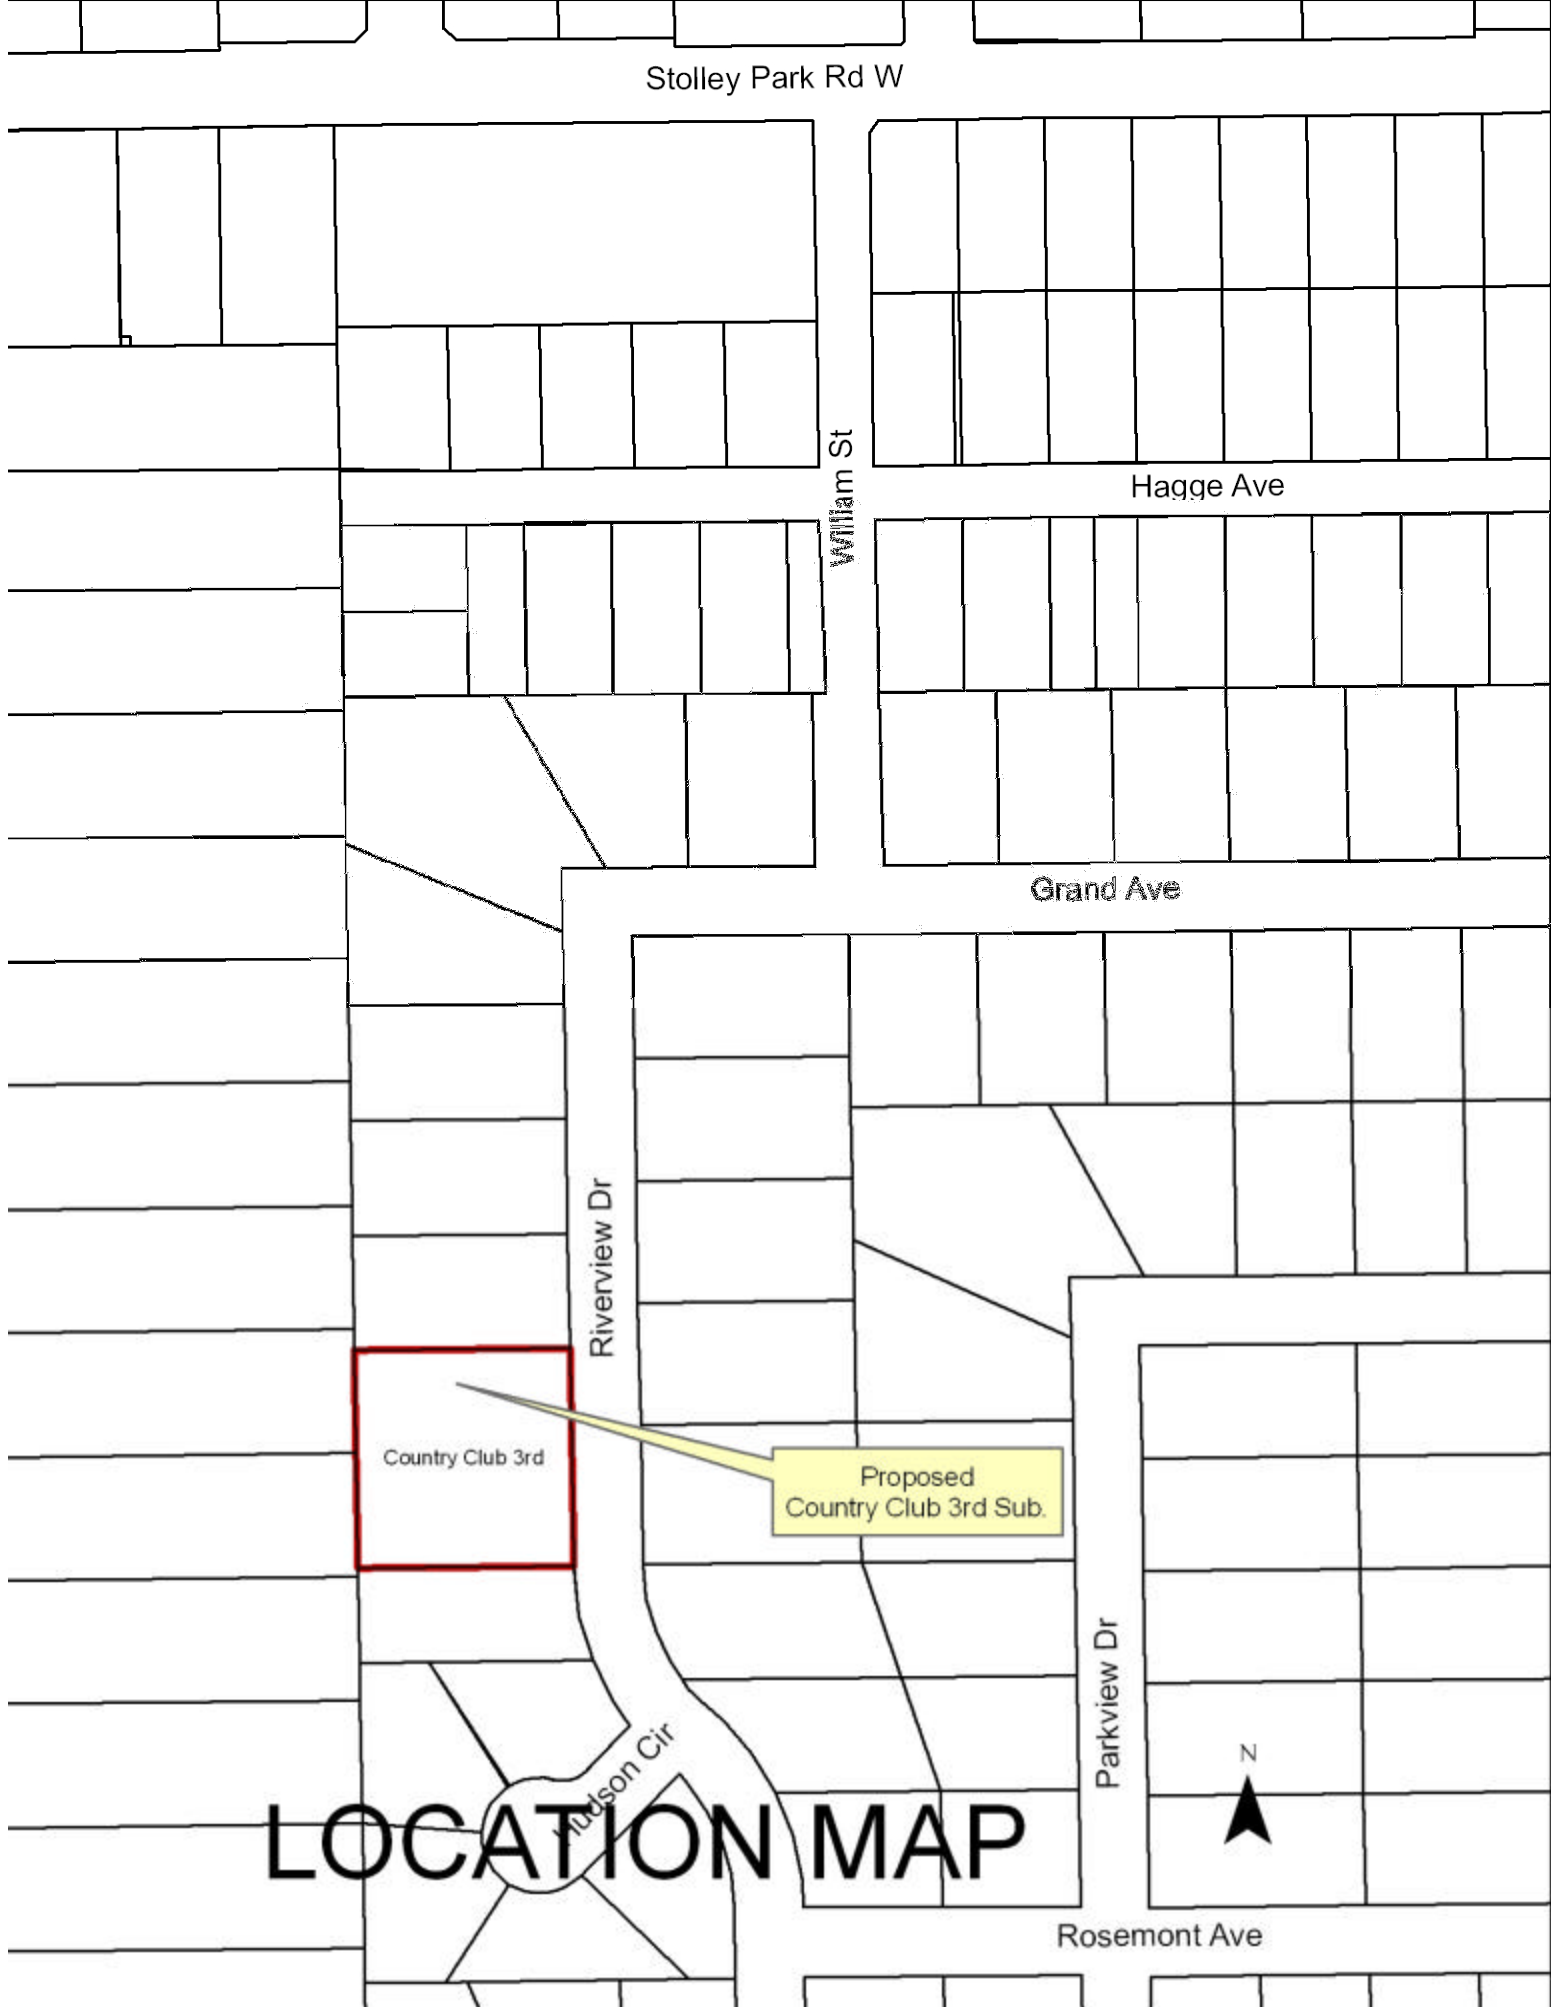 Stolley Park Rd W
William St
Hagge Ave
Grand Ave
Riverview Dr
Country Club 3rd
Proposed
Country Club 3rd Sub.
Parkview Dr
Hudson Cir
N
LOCATION MAP
Rosemont Ave